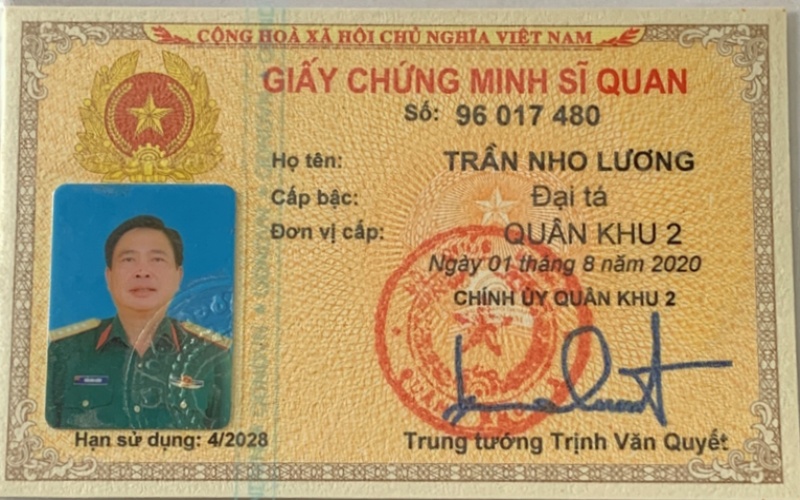 CỘNG HOÀ XÃ HỘI CHỦ NGHĨA VIỆT NAM
GIẤY CHỨNG MINH SĨ QUAN
Số: 96 017 480
Họ tên: TRẦN NHO LƯƠNG
Cấp bậc: Đại tá
Đơn vị cấp: QUÂN KHU 2
Ngày 01 tháng 8 năm 2020
CHÍNH ỦY QUÂN KHU 2
Hạn sử dụng: 4/2028
Trung tướng Trịnh Văn Quyết